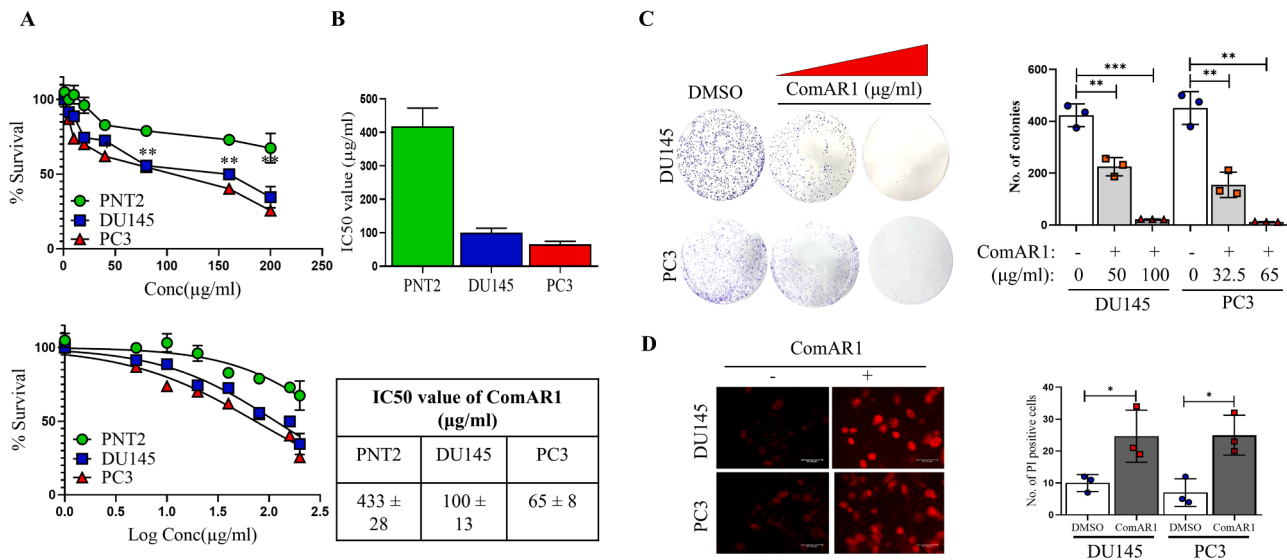 A
100
50
0
% Survival
PNT2
DU145
PC3
**
**
**
0
50
100
150
200
250
Conc(µg/ml)
100
50
0
% Survival
PNT2
DU145
PC3
0.0
0.5
1.0
1.5
2.0
2.5
Log Conc(µg/ml)
B
IC50 value (µg/ml)
500
400
300
200
100
0
PNT2
DU145
PC3
IC50 value of ComAR1
(µg/ml)
PNT2
DU145
PC3
433 ±
28
100 ±
13
65 ± 8
C
DMSO
ComAR1 (µg/ml)
DU145
PC3
No. of colonies
600
400
200
0
***
**
**
**
ComAR1:
-
+
+
-
+
+
(µg/ml):
0
50
100
0
32.5
65
DU145
PC3
D
ComAR1
-
+
DU145
PC3
No. of PI positive cells
40
30
20
10
0
*
*
DMSO
ComAR1
DMSO
ComAR1
DU145
PC3